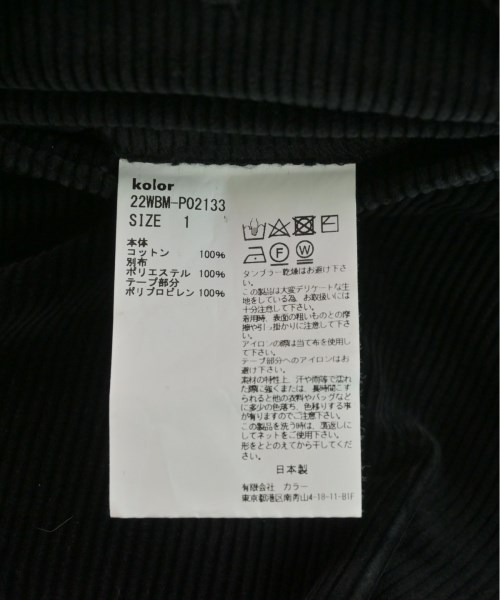 kolor
22WBM-P02133
SIZE 1
本体
コットン 100%
別布
ポリエステル 100%
テープ部分
ポリプロピレン 100%
F
W
タンブラー乾燥はお避け下さ
い。
この製品は大変デリケートな生
地をしている為、お取扱いには
十分注意して下さい。
着用時、表面の粗いものとの摩
擦や引っ掛かりに注意して下さ
い。
アイロンの際は当て布を使用し
て下さい。
テープ部分へのアイロンはお
避け下さい。
素材の特性上、汗や雨等で濡れ
た際に強くまたは、長時間こす
られると他の衣料やバッグなど
に多少の色落ち、色移りする事
が有りますのでご注意下さい。
この製品を洗う時は、裏返しに
してネットをご使用下さい。
形をととのえてから干してくださ
い。
日本製
有限会社 カラー
東京都港区南青山4-18-11-B1F